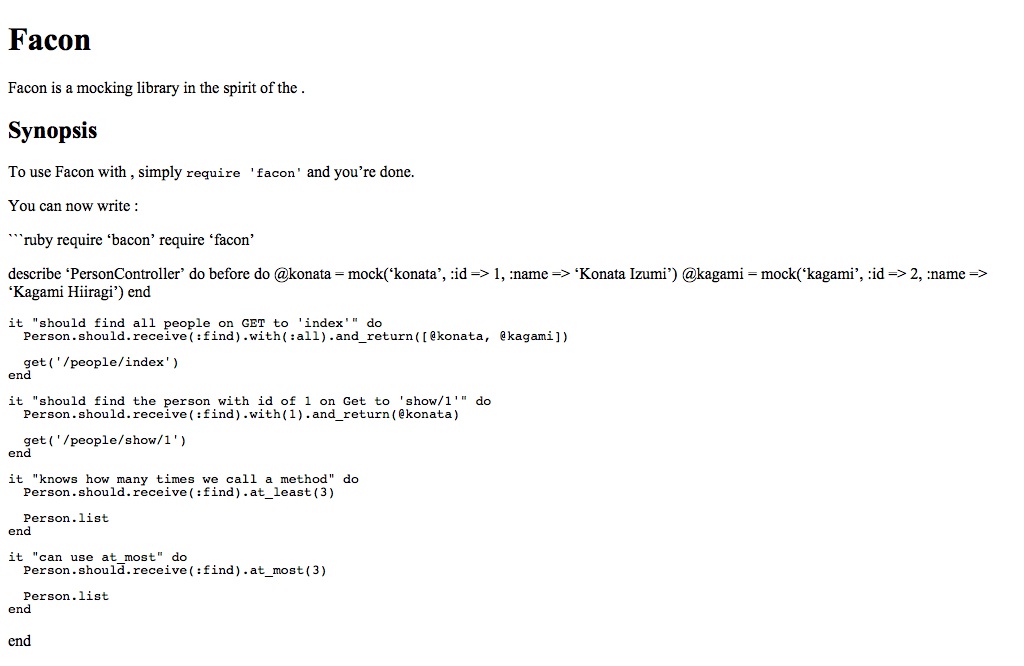 Facon
Facon is a mocking library in the spirit of the .
Synopsis
To use Facon with , simply require 'facon' and you’re done.
You can now write :
```ruby require ‘bacon’ require ‘facon’
describe ‘PersonController’ do before do @konata = mock(‘konata’, :id => 1, :name => ‘Konata Izumi’) @kagami = mock(‘kagami’, :id => 2, :name =>
‘Kagami Hiiragi’) end
it "should find all people on GET to 'index'" do
  Person.should.receive(:find).with(:all).and_return([@konata, @kagami])
  get('/people/index')
end
it "should find the person with id of 1 on Get to 'show/1'" do
  Person.should.receive(:find).with(1).and_return(@konata)
  get('/people/show/1')
end
it "knows how many times we call a method" do
  Person.should.receive(:find).at_least(3)
  Person.list
end
it "can use at_most" do
  Person.should.receive(:find).at_most(3)
  Person.list
end
end